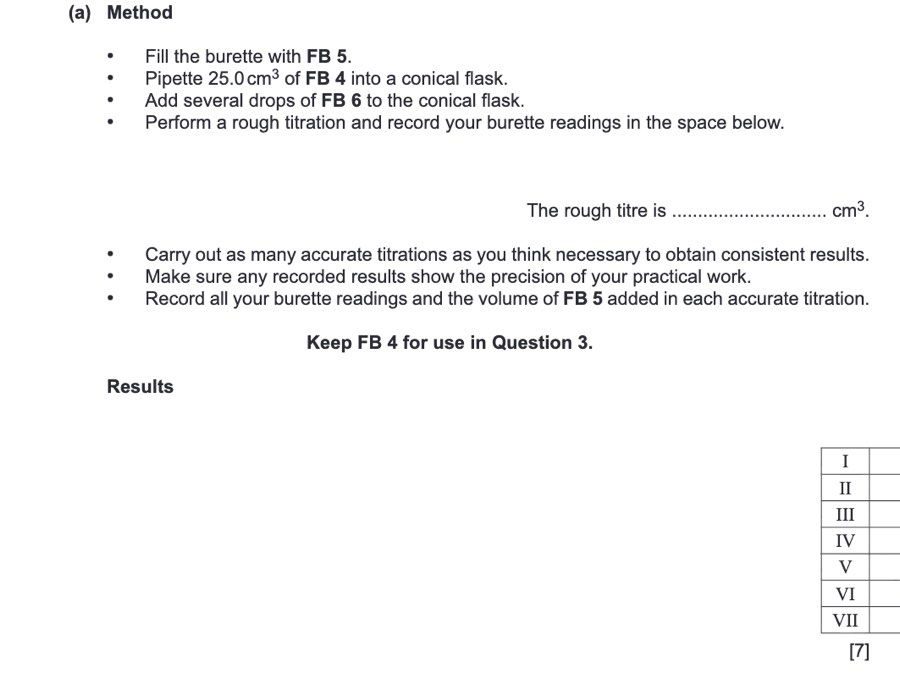 (a) Method
• Fill the burette with FB 5.
• Pipette 25.0 cm³ of FB 4 into a conical flask.
• Add several drops of FB 6 to the conical flask.
• Perform a rough titration and record your burette readings in the space below.
The rough titre is .............................. cm³.
• Carry out as many accurate titrations as you think necessary to obtain consistent results.
• Make sure any recorded results show the precision of your practical work.
• Record all your burette readings and the volume of FB 5 added in each accurate titration.
Keep FB 4 for use in Question 3.
Results
I
II
III
IV
V
VI
VII
[7]